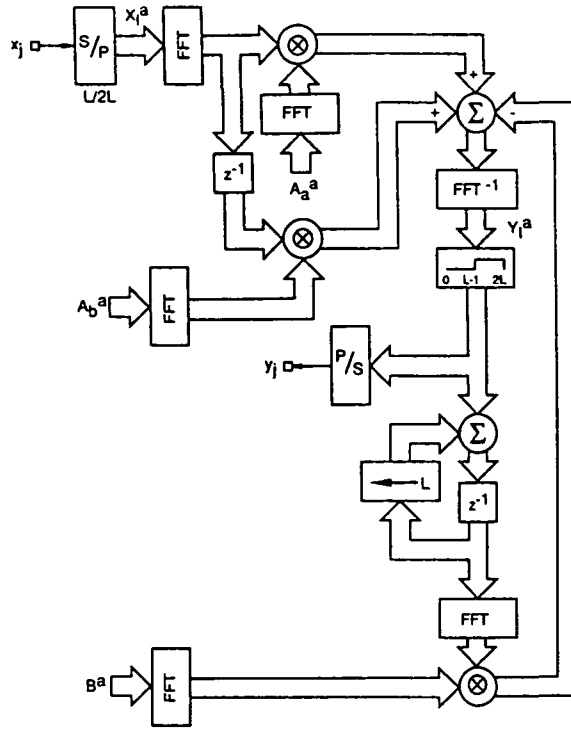 X_l^a
x_j
S/P
FFT
⊗
L/2L
FFT
+
+
Σ
-
z⁻¹
A_a^a
FFT⁻¹
⊗
Y_l^a
0 L-1 2L
A_b^a
FFT
y_j
P/S
Σ
L
z⁻¹
FFT
B^a
FFT
⊗